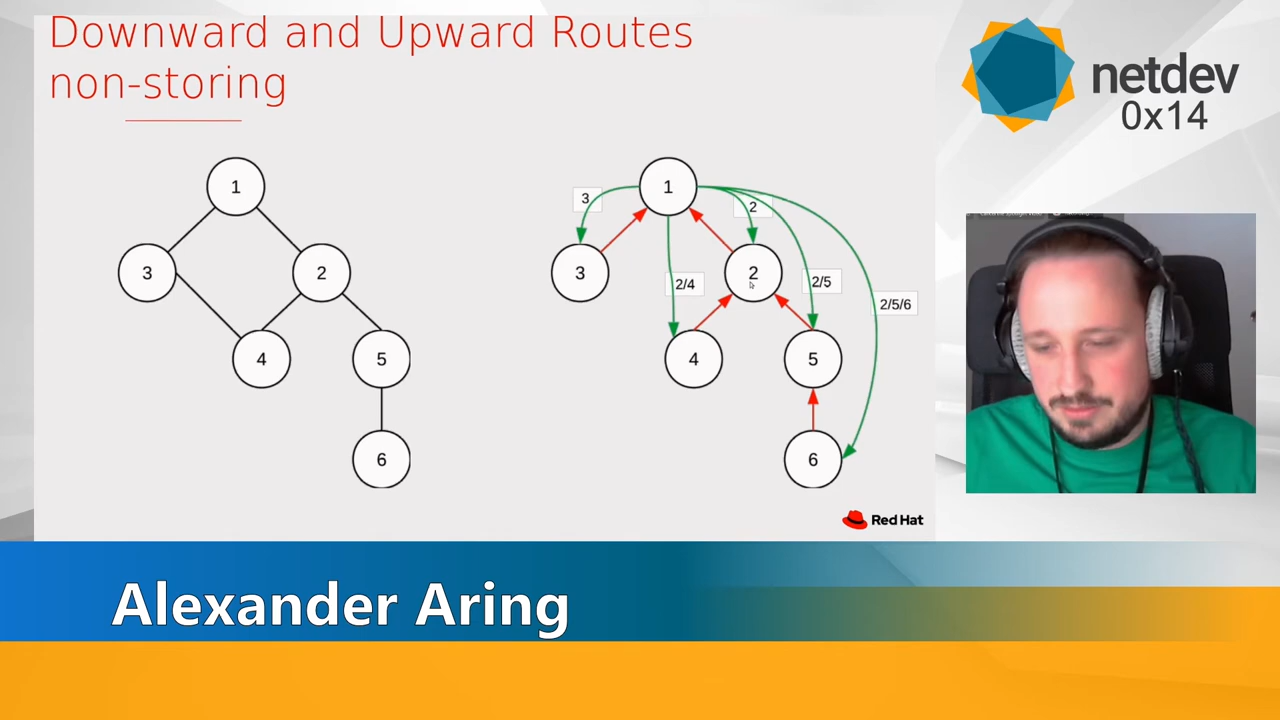 Downward and Upward Routes
non-storing
1
3
2
4
5
6
1
3
2
3
2
2/4
2/5
2/5/6
4
5
6
Red Hat
netdev
0x14
Alexander Aring